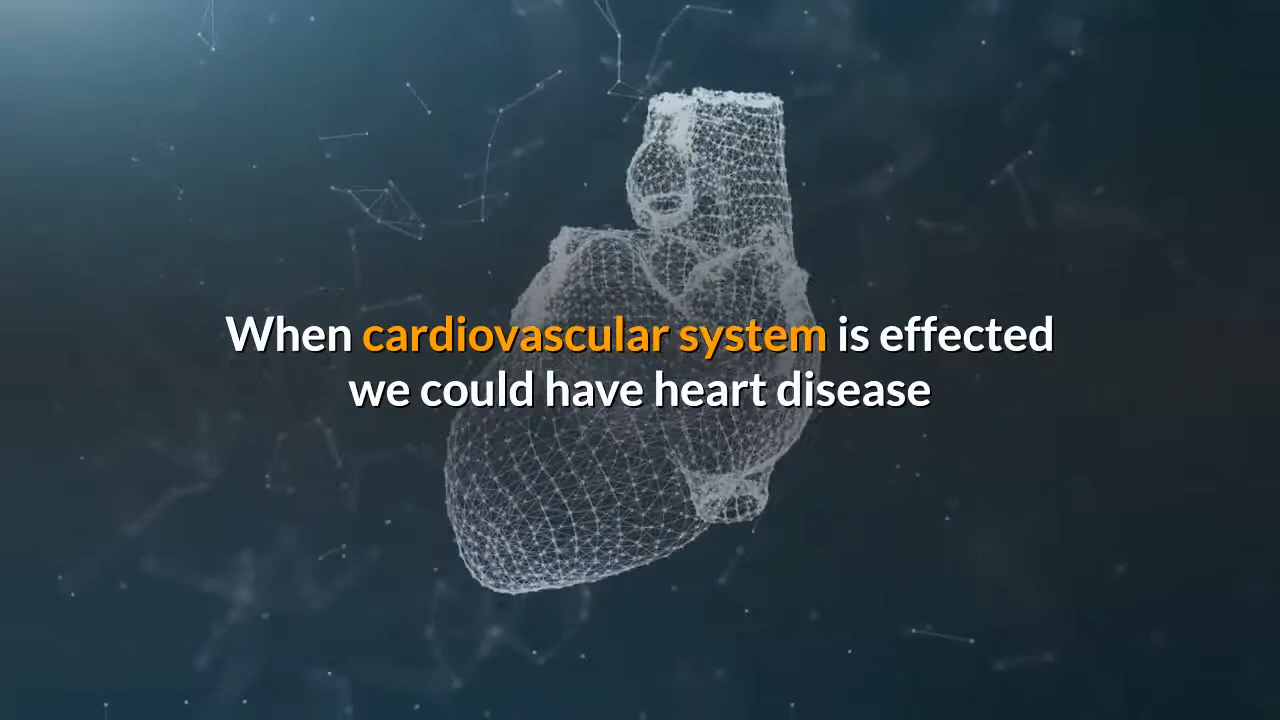 When cardiovascular system is effected
we could have heart disease